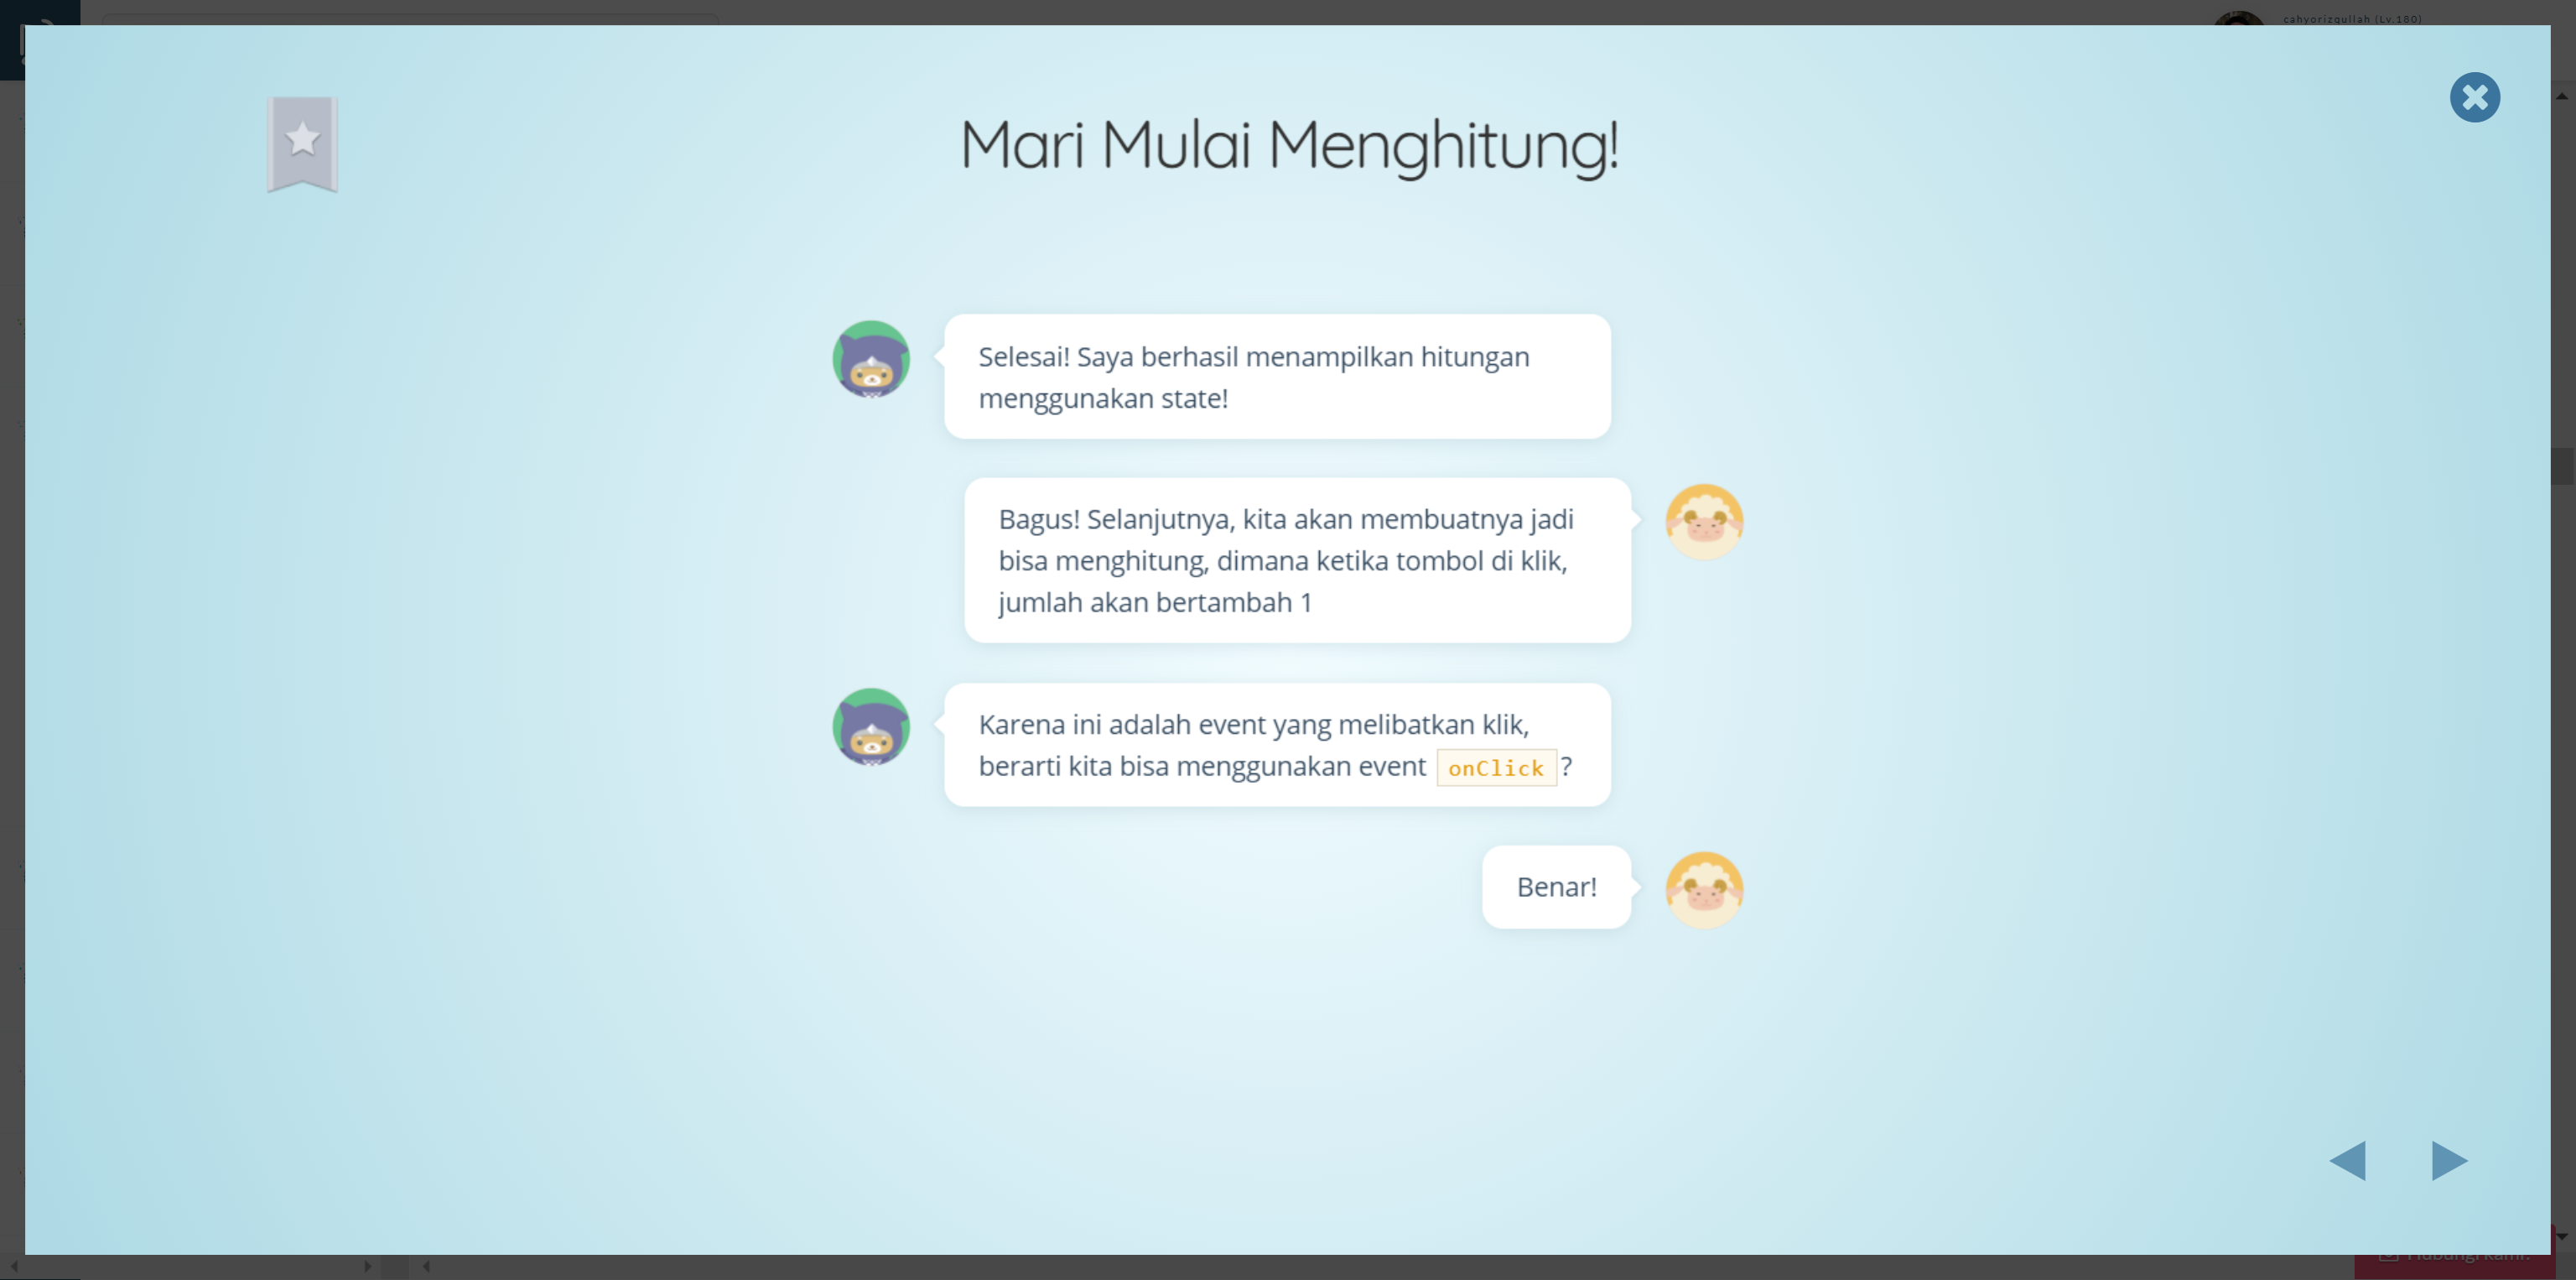 cahyorizqullah (Lv.180)
Mari Mulai Menghitung!
Selesai! Saya berhasil menampilkan hitungan
menggunakan state!
Bagus! Selanjutnya, kita akan membuatnya jadi
bisa menghitung, dimana ketika tombol di klik,
jumlah akan bertambah 1
Karena ini adalah event yang melibatkan klik,
berarti kita bisa menggunakan event onClick ?
Benar!